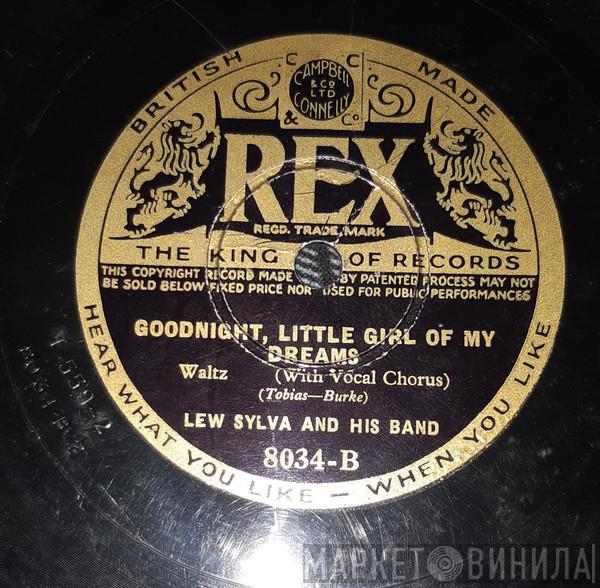 BRITISH MADE
C C
CAMPBELL
& CO
LTD
CONNELLY
& Co
REX
REGD. TRADE MARK
THE KING OF RECORDS
THIS COPYRIGHT RECORD MADE BY PATENTED PROCESS MAY NOT
BE SOLD BELOW FIXED PRICE NOR USED FOR PUBLIC PERFORMANCES
GOODNIGHT, LITTLE GIRL OF MY
DREAMS
Waltz (With Vocal Chorus)
(Tobias—Burke)
LEW SYLVA AND HIS BAND
8034-B
HEAR WHAT YOU LIKE — WHEN YOU LIKE
МАРКЕТ ВИНИЛА